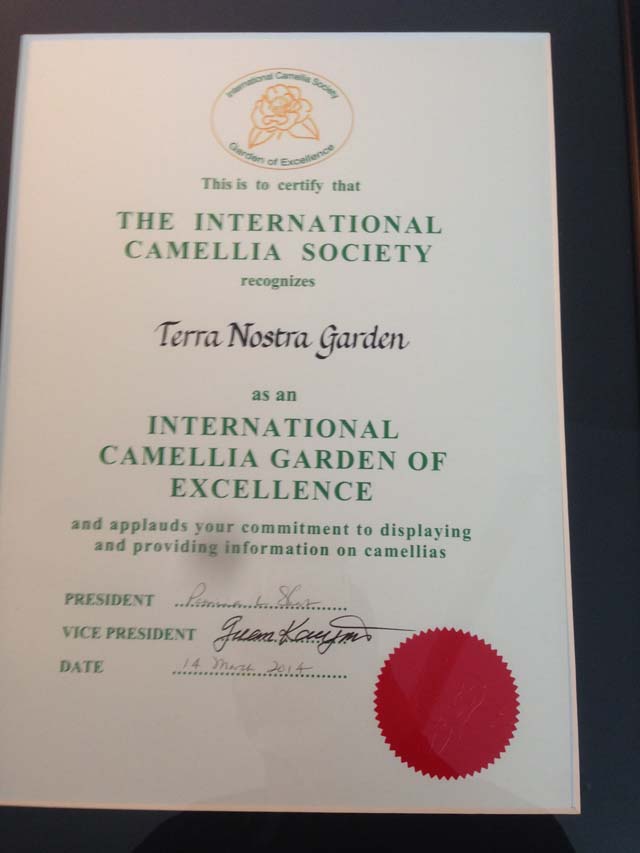 International Camellia Society
Garden of Excellence
This is to certify that
THE INTERNATIONAL
CAMELLIA SOCIETY
recognizes
Terra Nostra Garden
as an
INTERNATIONAL
CAMELLIA GARDEN OF
EXCELLENCE
and applauds your commitment to displaying
and providing information on camellias
PRESIDENT
VICE PRESIDENT
DATE 14 March 2014